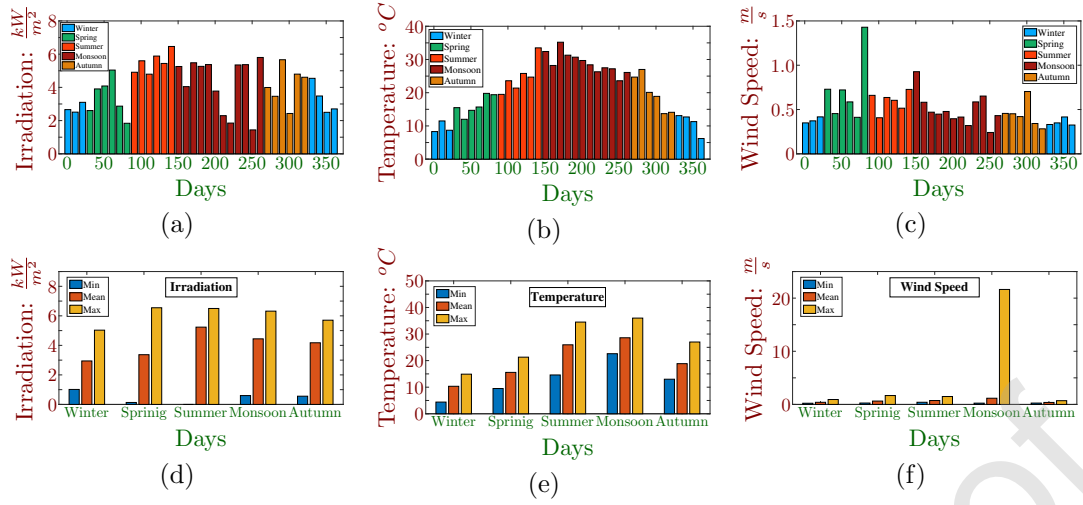 Irradiation: kW/m²
8
6
4
2
0
Winter
Spring
Summer
Monsoon
Autumn
0 50 100 150 200 250 300 350
Days
(a)
Temperature: °C
40
30
20
10
0
Winter
Spring
Summer
Monsoon
Autumn
0 50 100 150 200 250 300 350
Days
(b)
Wind Speed: m/s
1.5
1.0
0.5
0
Winter
Spring
Summer
Monsoon
Autumn
0 50 100 150 200 250 300 350
Days
(c)
Irradiation: kW/m²
8
6
4
2
0
Min
Mean
Max
Irradiation
Winter Sprinig Summer Monsoon Autumn
Days
(d)
Temperature: °C
50
40
30
20
10
0
Min
Mean
Max
Temperature
Winter Sprinig Summer Monsoon Autumn
Days
(e)
Wind Speed: m/s
20
10
0
Min
Mean
Max
Wind Speed
Winter Sprinig Summer Monsoon Autumn
Days
(f)